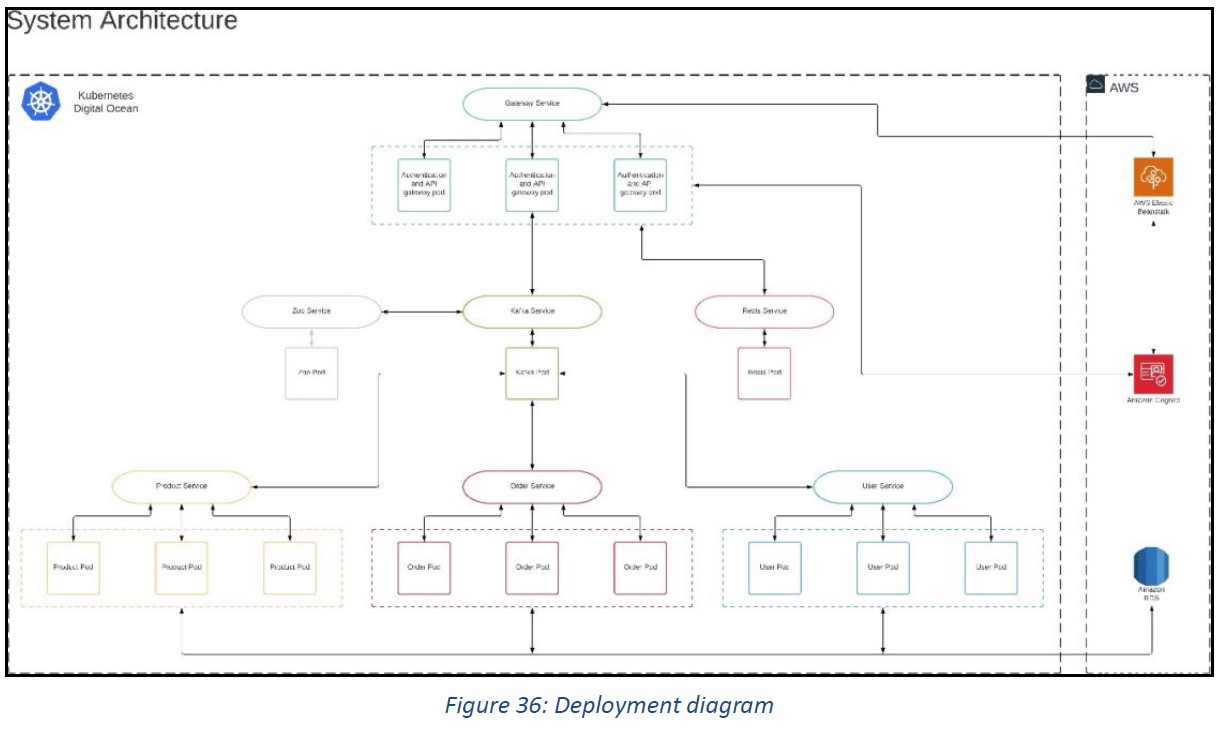 System Architecture
Kubernetes
Digital Ocean
AWS
Gateway Service
Authentication
and API
gateway pod
Authentication
and API
gateway pod
Authentication
and AP
gateway pod
AWS Elastic
Beanstalk
Zoo Service
Kafka Service
Redis Service
Zoo Pod
Kafka Pod
Redis Pod
Amazon Cognito
Product Service
Order Service
User Service
Product Pod
Product Pod
Product Pod
Order Pod
Order Pod
Order Pod
User Pod
User Pod
User Pod
Amazon
RDS
Figure 36: Deployment diagram